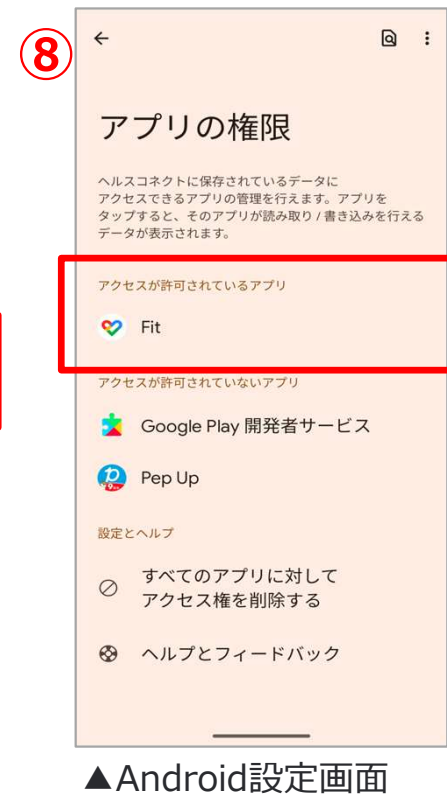 ⑧
アプリの権限
ヘルスコネクトに保存されているデータに
アクセスできるアプリの管理を行えます。アプリを
タップすると、そのアプリが読み取り / 書き込みを行える
データが表示されます。
アクセスが許可されているアプリ
Fit
アクセスが許可されていないアプリ
Google Play 開発者サービス
Pep Up
設定とヘルプ
すべてのアプリに対して
アクセス権を削除する
ヘルプとフィードバック
▲Android設定画面